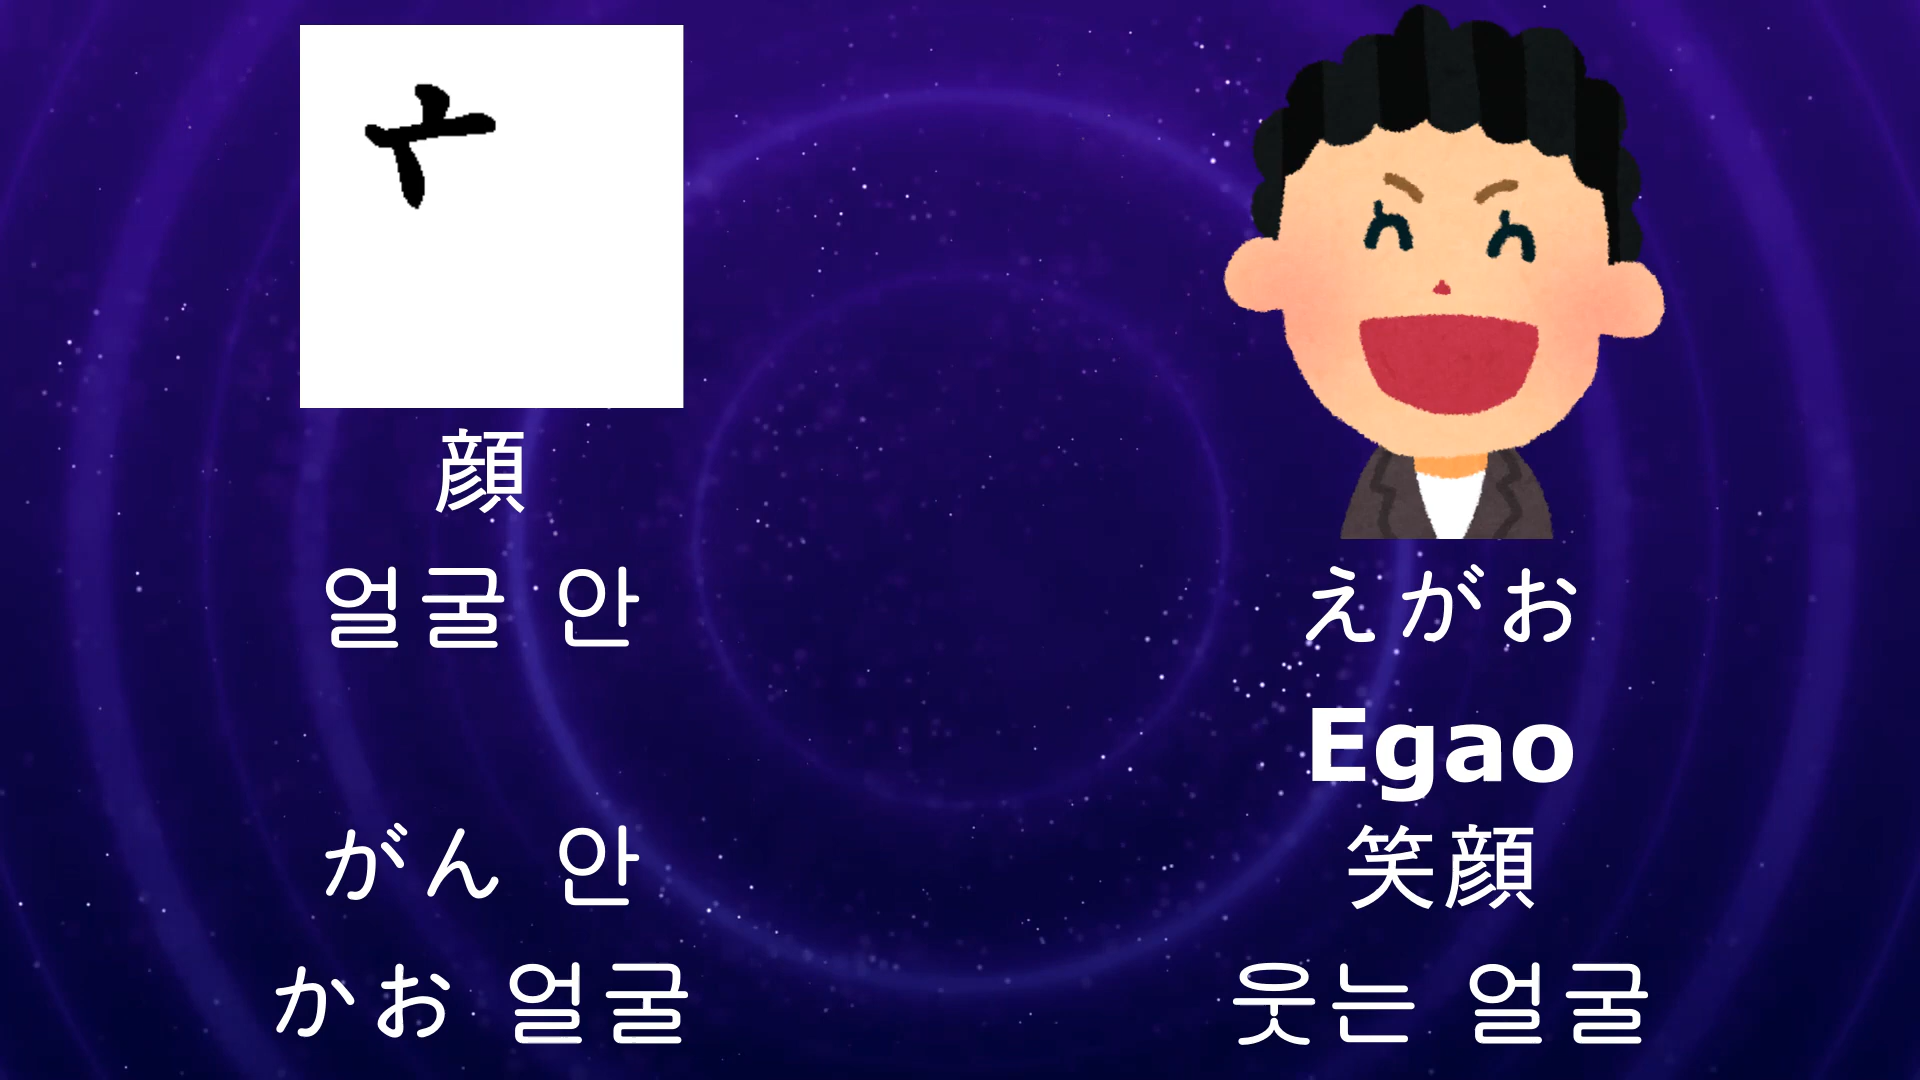 顔
얼굴 안
がん 안
かお 얼굴
えがお
Egao
笑顔
웃는 얼굴